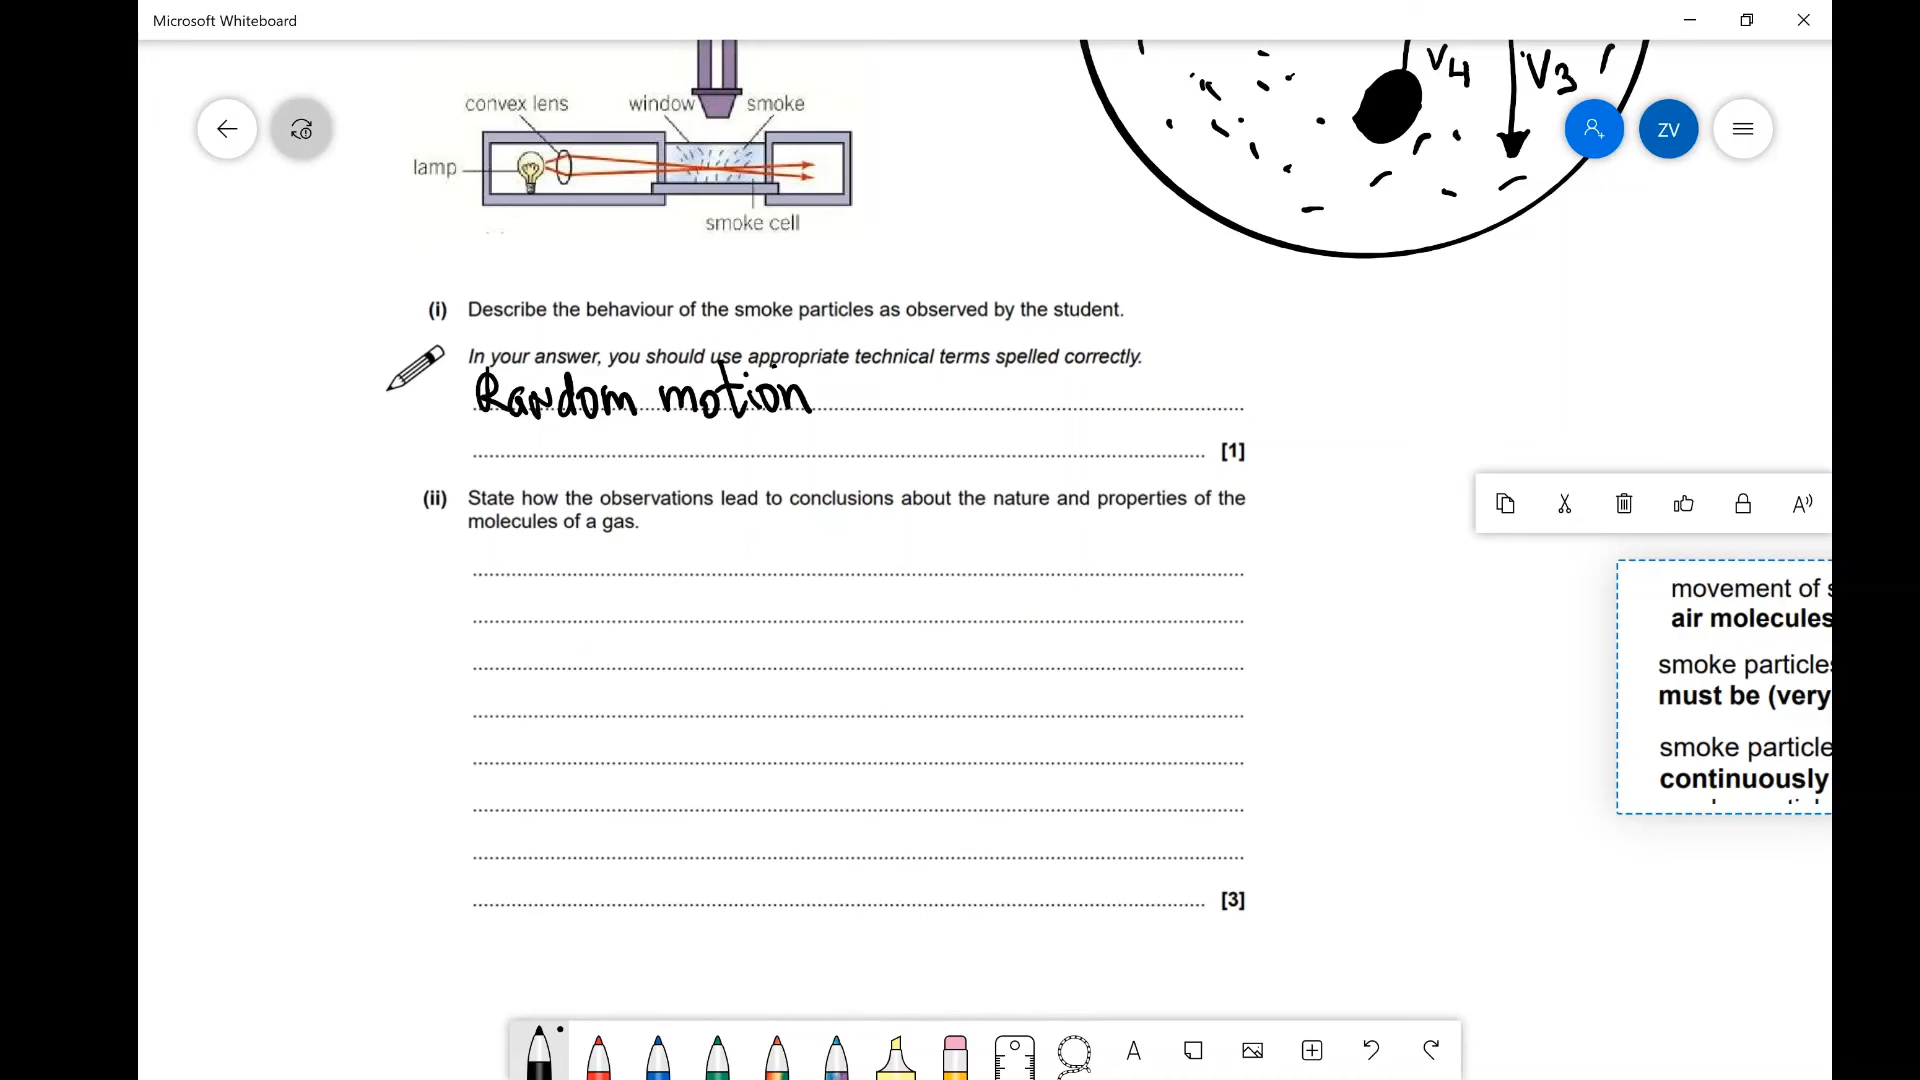 Microsoft Whiteboard
V4
V3
convex lens
window
smoke
lamp
smoke cell
ZV
(i) Describe the behaviour of the smoke particles as observed by the student.
In your answer, you should use appropriate technical terms spelled correctly.
Random motion
[1]
(ii) State how the observations lead to conclusions about the nature and properties of the
molecules of a gas.
movement of
air molecules
smoke particles
must be (very
smoke particle
continuously
[3]